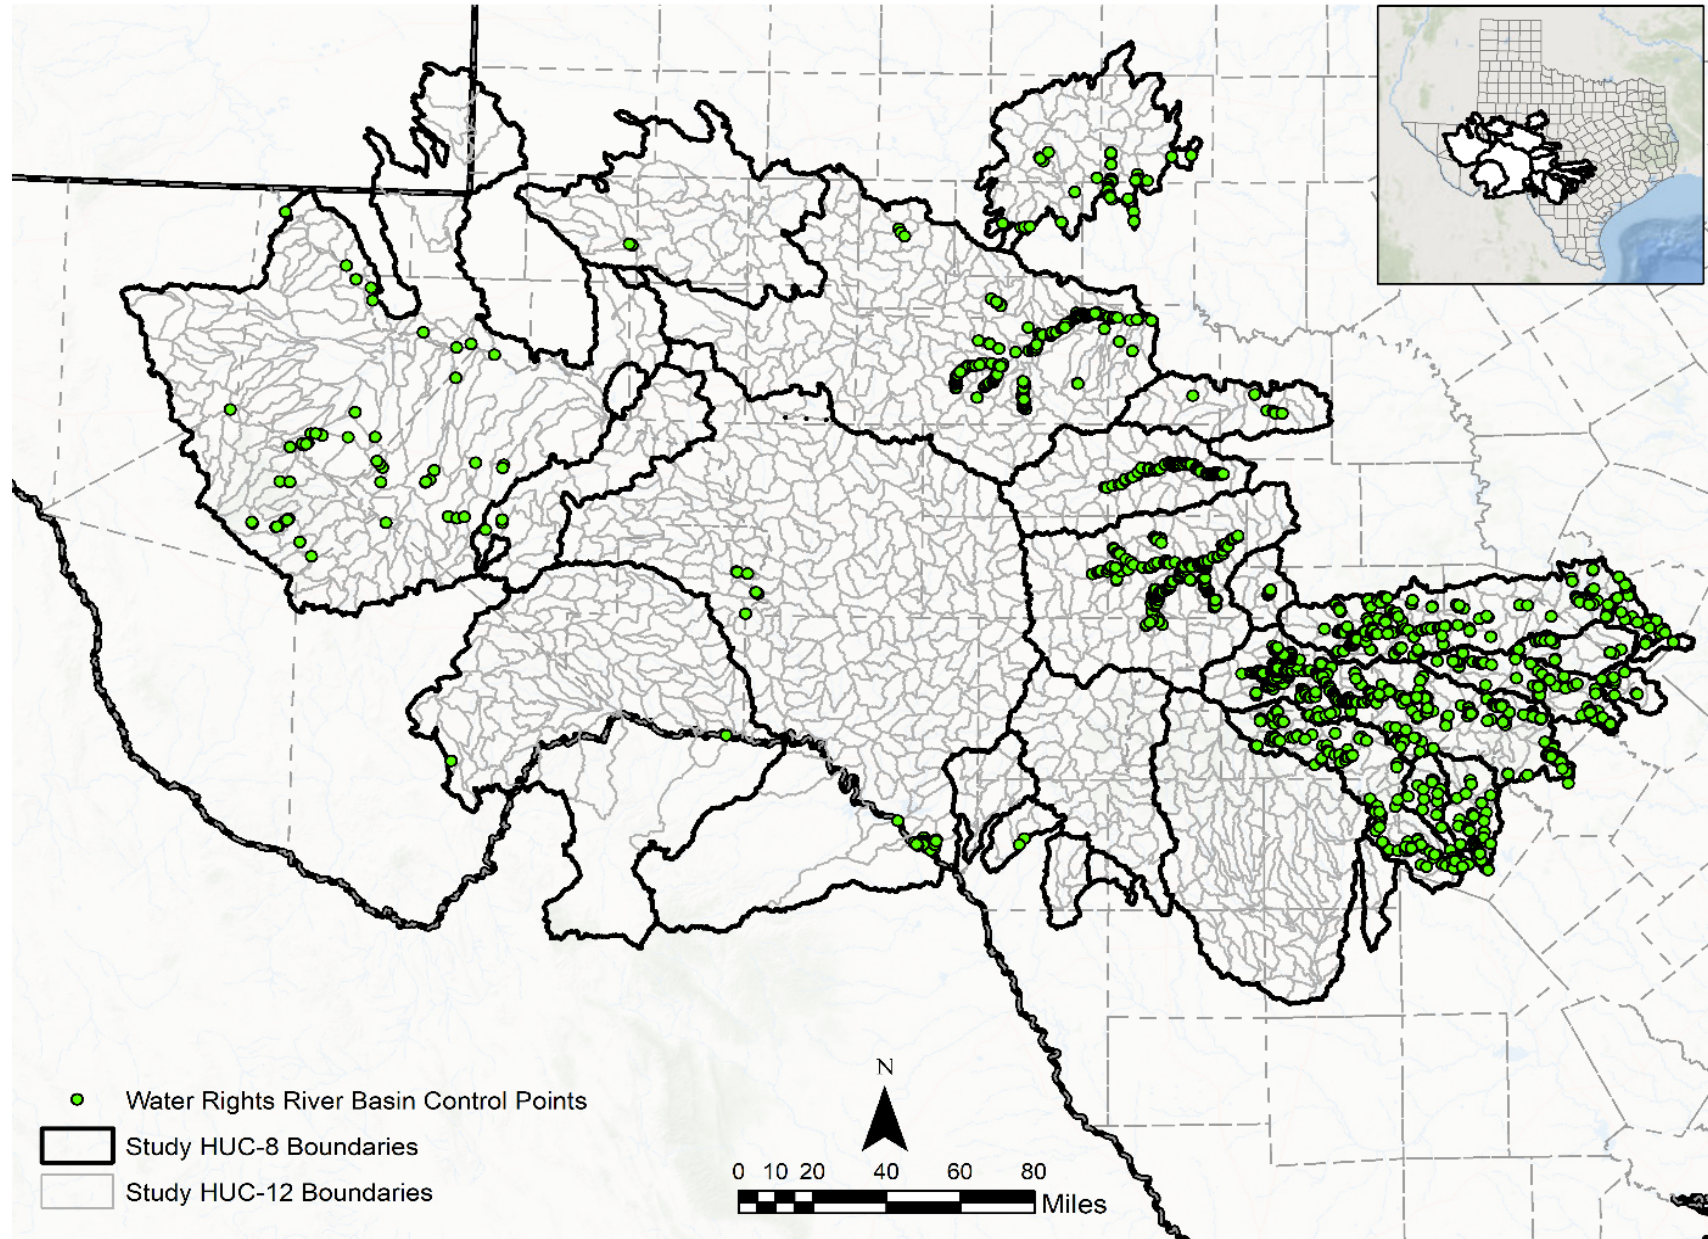 N
Water Rights River Basin Control Points
Study HUC-8 Boundaries
Study HUC-12 Boundaries
0 10 20 40 60 80
Miles